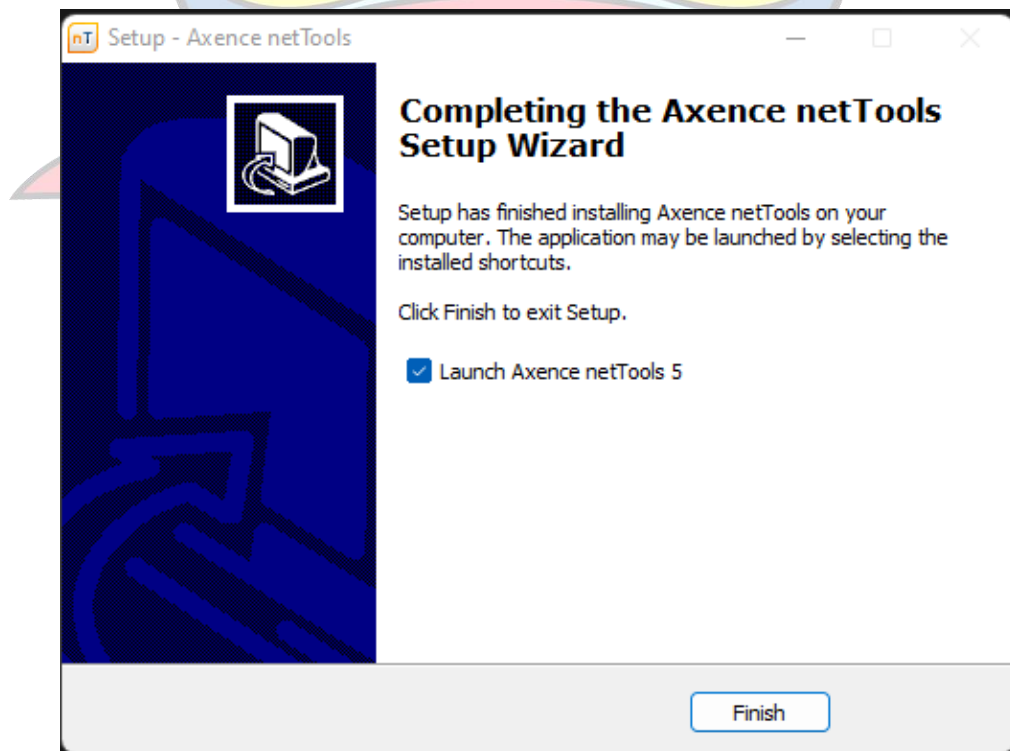 nT Setup - Axence netTools
Completing the Axence netTools
Setup Wizard
Setup has finished installing Axence netTools on your
computer. The application may be launched by selecting the
installed shortcuts.
Click Finish to exit Setup.
Launch Axence netTools 5
Finish